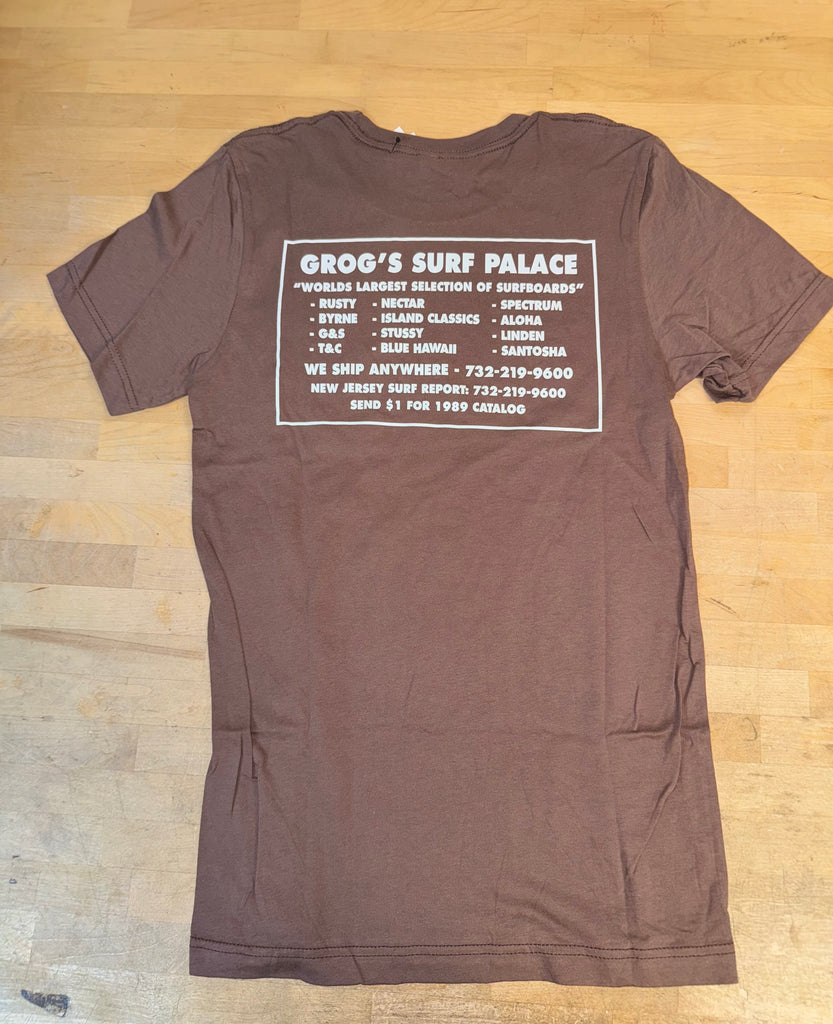 GROG'S SURF PALACE
"WORLDS LARGEST SELECTION OF SURFBOARDS"
- RUSTY - NECTAR - SPECTRUM
- BYRNE - ISLAND CLASSICS - ALOHA
- G&S - STUSSY - LINDEN
- T&C - BLUE HAWAII - SANTOSHA
WE SHIP ANYWHERE - 732-219-9600
NEW JERSEY SURF REPORT: 732-219-9600
SEND $1 FOR 1989 CATALOG